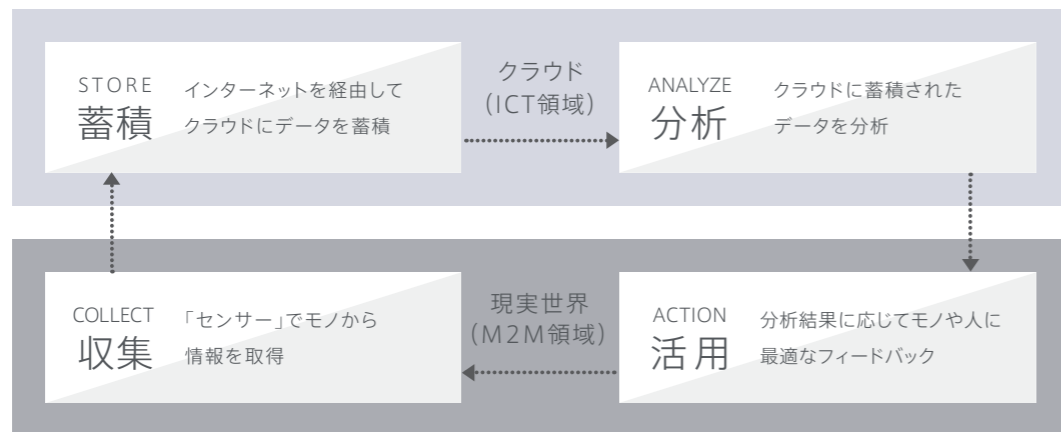 STORE
蓄積
インターネットを経由して
クラウドにデータを蓄積
クラウド
(ICT領域)
ANALYZE
分析
クラウドに蓄積された
データを分析
COLLECT
収集
「センサー」でモノから
情報を取得
現実世界
(M2M領域)
ACTION
活用
分析結果に応じてモノや人に
最適なフィードバック